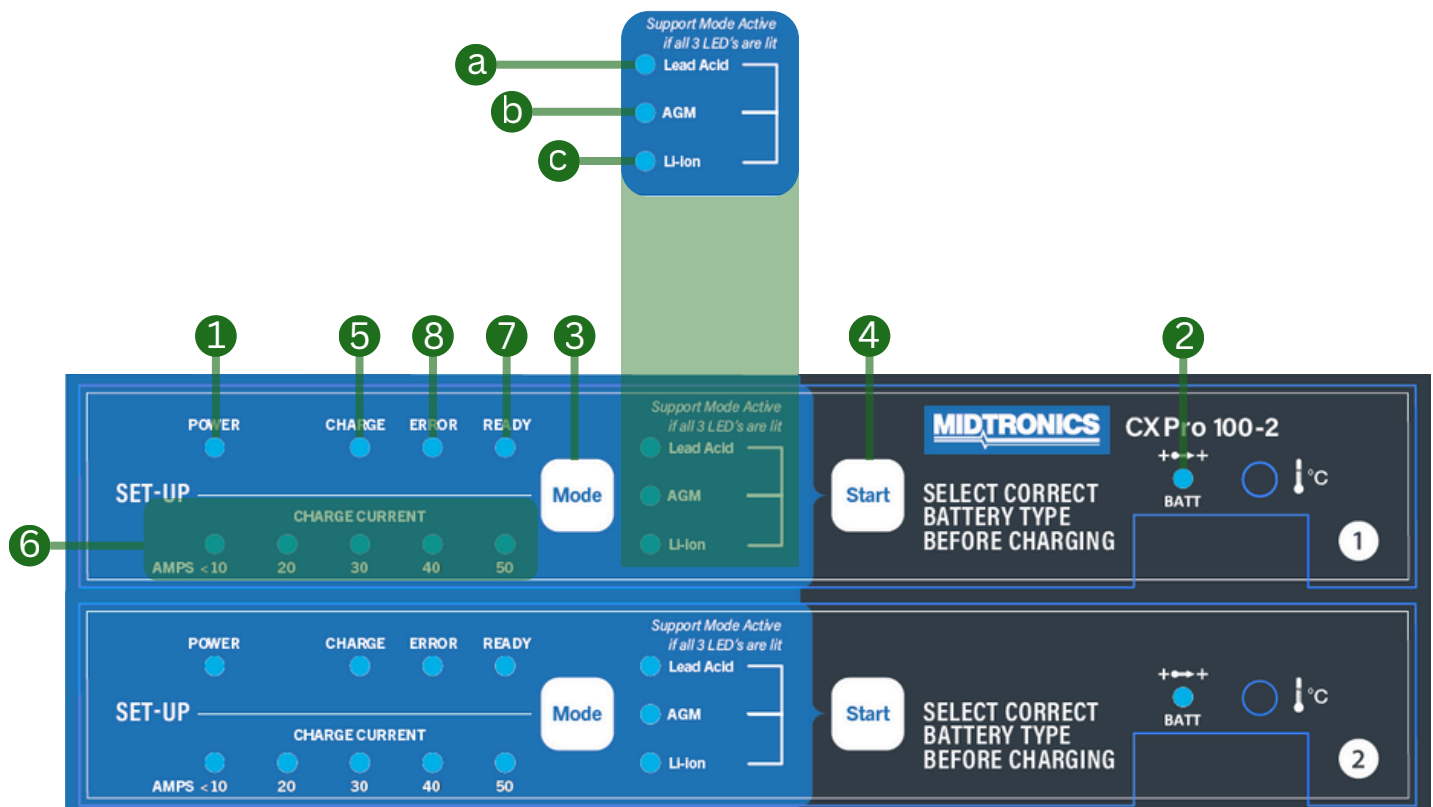 Support Mode Active
if all 3 LED's are lit
a
Lead Acid
b
AGM
c
Li-Ion
1
5
8
7
3
4
2
POWER
CHARGE
ERROR
READY
Support Mode Active
if all 3 LED's are lit
Lead Acid
AGM
Li-Ion
MIDTRONICS
CX Pro 100-2
SET-UP
Mode
Start
SELECT CORRECT
BATTERY TYPE
BEFORE CHARGING
+ +
BATT
°C
6
CHARGE CURRENT
AMPS <10
20
30
40
50
1
POWER
CHARGE
ERROR
READY
Support Mode Active
if all 3 LED's are lit
Lead Acid
AGM
Li-Ion
SET-UP
Mode
Start
SELECT CORRECT
BATTERY TYPE
BEFORE CHARGING
+ +
BATT
°C
CHARGE CURRENT
AMPS <10
20
30
40
50
2